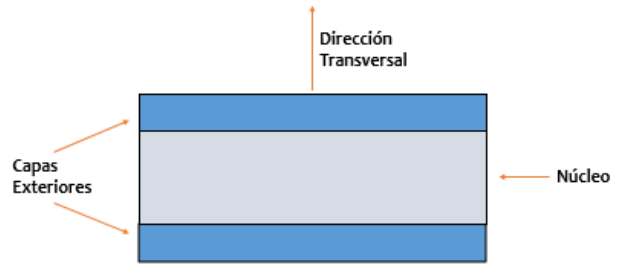 Dirección
Transversal
Capas
Exteriores
Núcleo